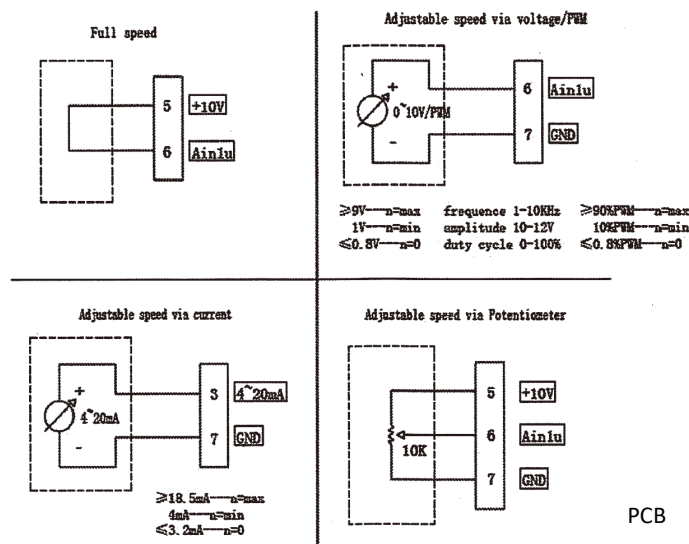 Full speed
5 +10V
6 Ain1u
Adjustable speed via voltage/PWM
+
0~10V/PWM
-
6 Ain1u
7 GND
≥9V—n=max frequence 1-10KHz ≥90%PWM—n=max
1V—n=min amplitude 10-12V 10%PWM—n=min
≤0.8V—n=0 duty cycle 0-100% ≤0.8%PWM—n=0
Adjustable speed via current
+
4~20mA
-
3 4~20mA
7 GND
≥18.5mA—n=max
4mA—n=min
≤3.2mA—n=0
Adjustable speed via Potentiometer
10K
5 +10V
6 Ain1u
7 GND
PCB